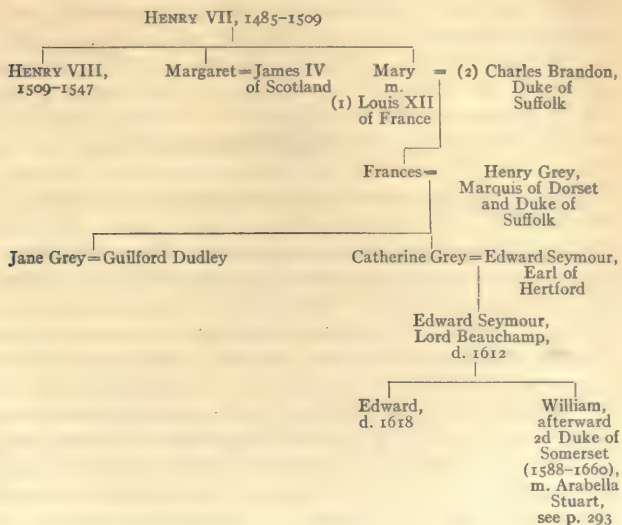 HENRY VII, 1485-1509
HENRY VIII,
1509-1547
Margaret = James IV
of Scotland
Mary = (2) Charles Brandon,
m.
Duke of
(1) Louis XII
Suffolk
of France
Frances = Henry Grey,
Marquis of Dorset
and Duke of
Suffolk
Jane Grey = Guilford Dudley
Catherine Grey = Edward Seymour,
Earl of
Hertford
Edward Seymour,
Lord Beauchamp,
d. 1612
Edward,
d. 1618
William,
afterward
2d Duke of
Somerset
(1588-1660),
m. Arabella
Stuart,
see p. 293